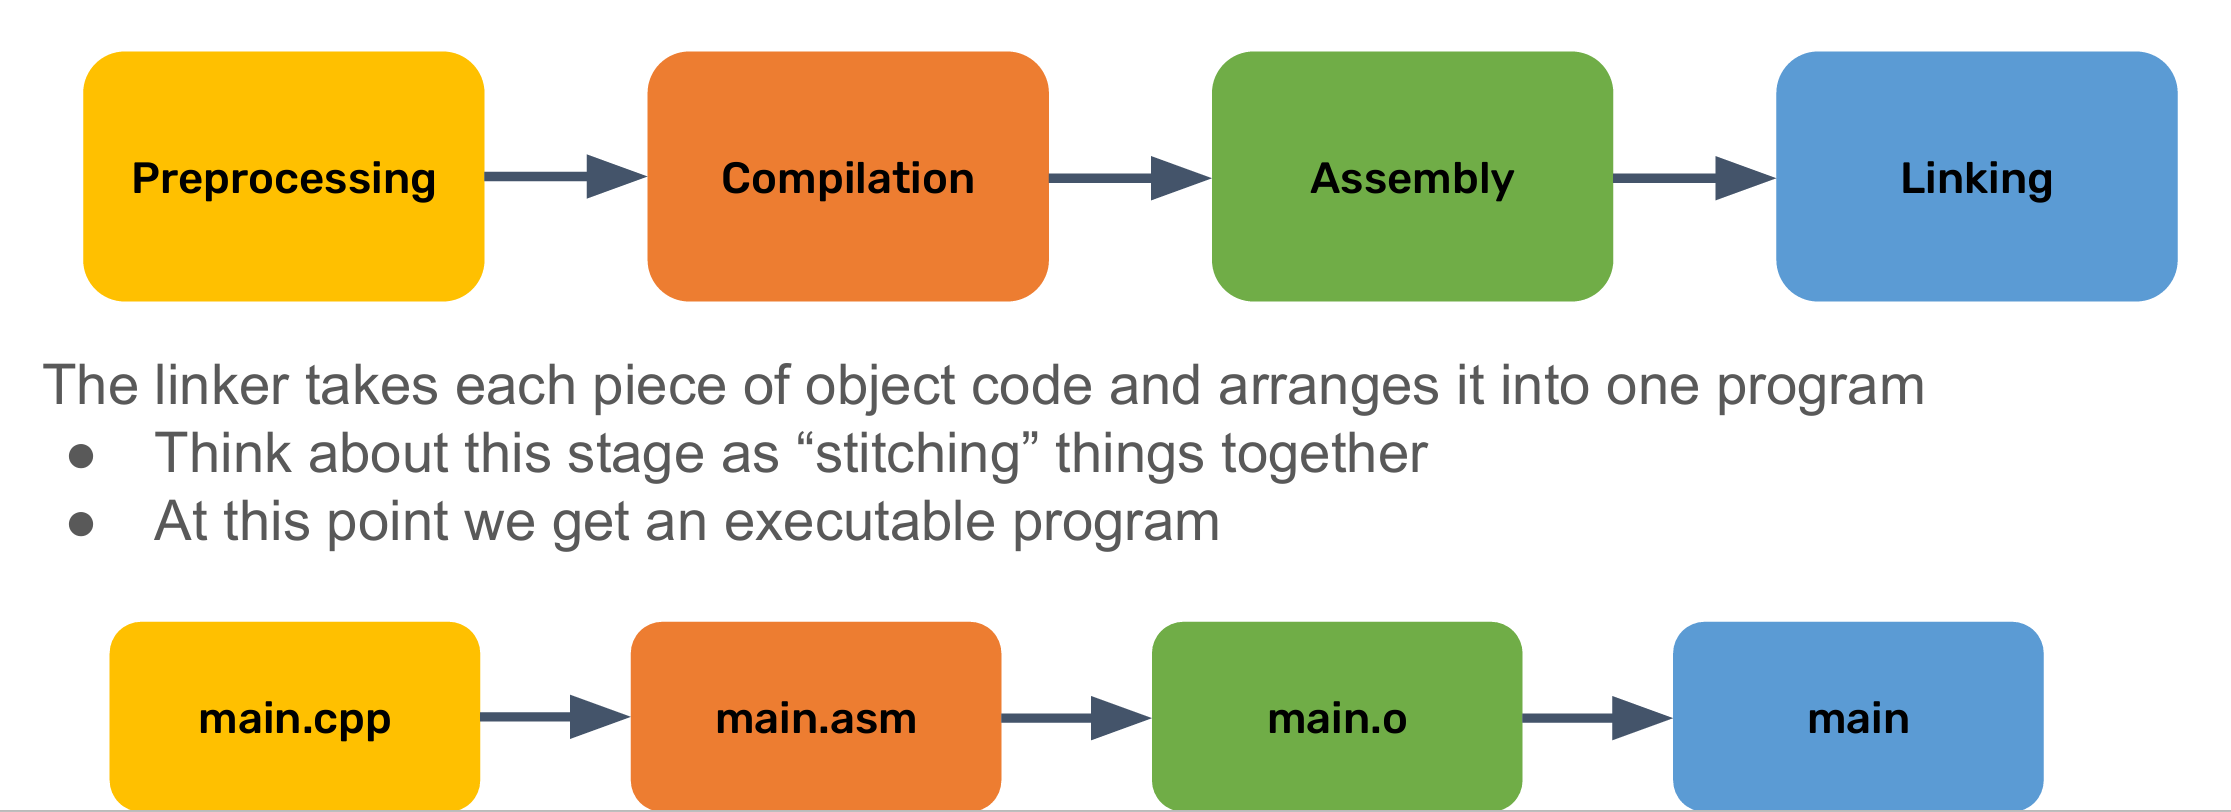 Preprocessing
Compilation
Assembly
Linking
The linker takes each piece of object code and arranges it into one program
● Think about this stage as “stitching” things together
● At this point we get an executable program
main.cpp
main.asm
main.o
main